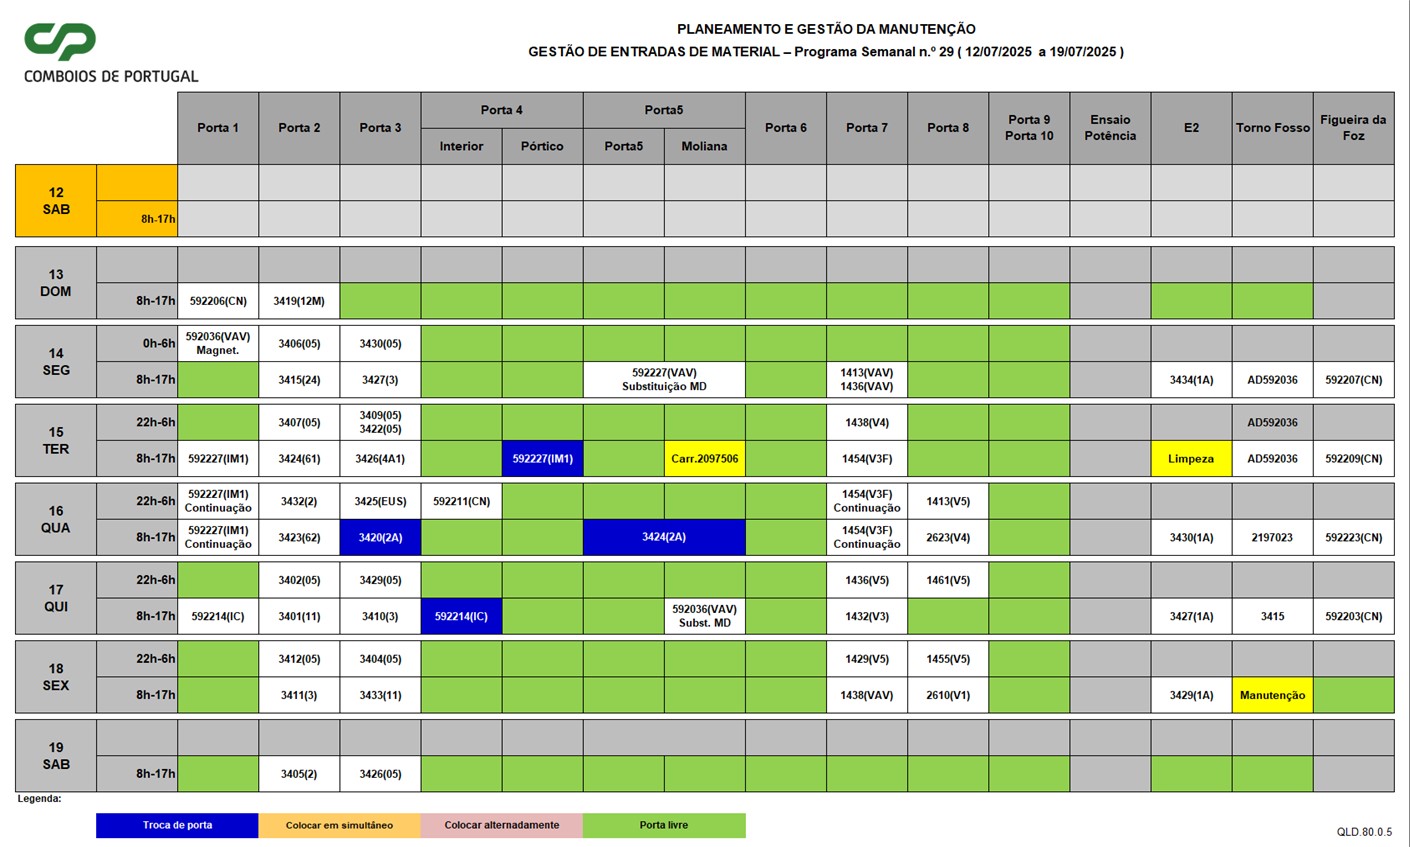 CP
COMBOIOS DE PORTUGAL
PLANEAMENTO E GESTÃO DA MANUTENÇÃO
GESTÃO DE ENTRADAS DE MATERIAL – Programa Semanal n.º 29 ( 12/07/2025 a 19/07/2025 )
Porta 1 Porta 2 Porta 3 Porta 4 Porta5 Porta 6 Porta 7 Porta 8 Porta 9 Porta 10 Ensaio Potência E2 Torno Fosso Figueira da Foz
Interior Pórtico Porta5 Moliana
12
SAB
8h-17h
13
DOM
8h-17h 592206(CN) 3419(12M)
14
SEG
0h-6h 592036(VAV) Magnet. 3406(05) 3430(05)
8h-17h 3415(24) 3427(3) 592227(VAV) Substituição MD 1413(VAV) 1436(VAV) 3434(1A) AD592036 592207(CN)
15
TER
22h-6h 3407(05) 3409(05) 3422(05) 1438(V4) AD592036
8h-17h 592227(IM1) 3424(61) 3426(4A1) 592227(IM1) Carr.2097506 1454(V3F) Limpeza AD592036 592209(CN)
16
QUA
22h-6h 592227(IM1) Continuação 3432(2) 3425(EUS) 592211(CN) 1454(V3F) Continuação 1413(V5)
8h-17h 592227(IM1) Continuação 3423(62) 3420(2A) 3424(2A) 1454(V3F) Continuação 2623(V4) 3430(1A) 2197023 592223(CN)
17
QUI
22h-6h 3402(05) 3429(05) 1436(V5) 1461(V5)
8h-17h 592214(IC) 3401(11) 3410(3) 592214(IC) 592036(VAV) Subst. MD 1432(V3) 3427(1A) 3415 592203(CN)
18
SEX
22h-6h 3412(05) 3404(05) 1429(V5) 1455(V5)
8h-17h 3411(3) 3433(11) 1438(VAV) 2610(V1) 3429(1A) Manutenção
19
SAB
8h-17h 3405(2) 3426(05)
Legenda:
Troca de porta Colocar em simultáneo Colocar alternadamente Porta livre
QLD.80.0.5